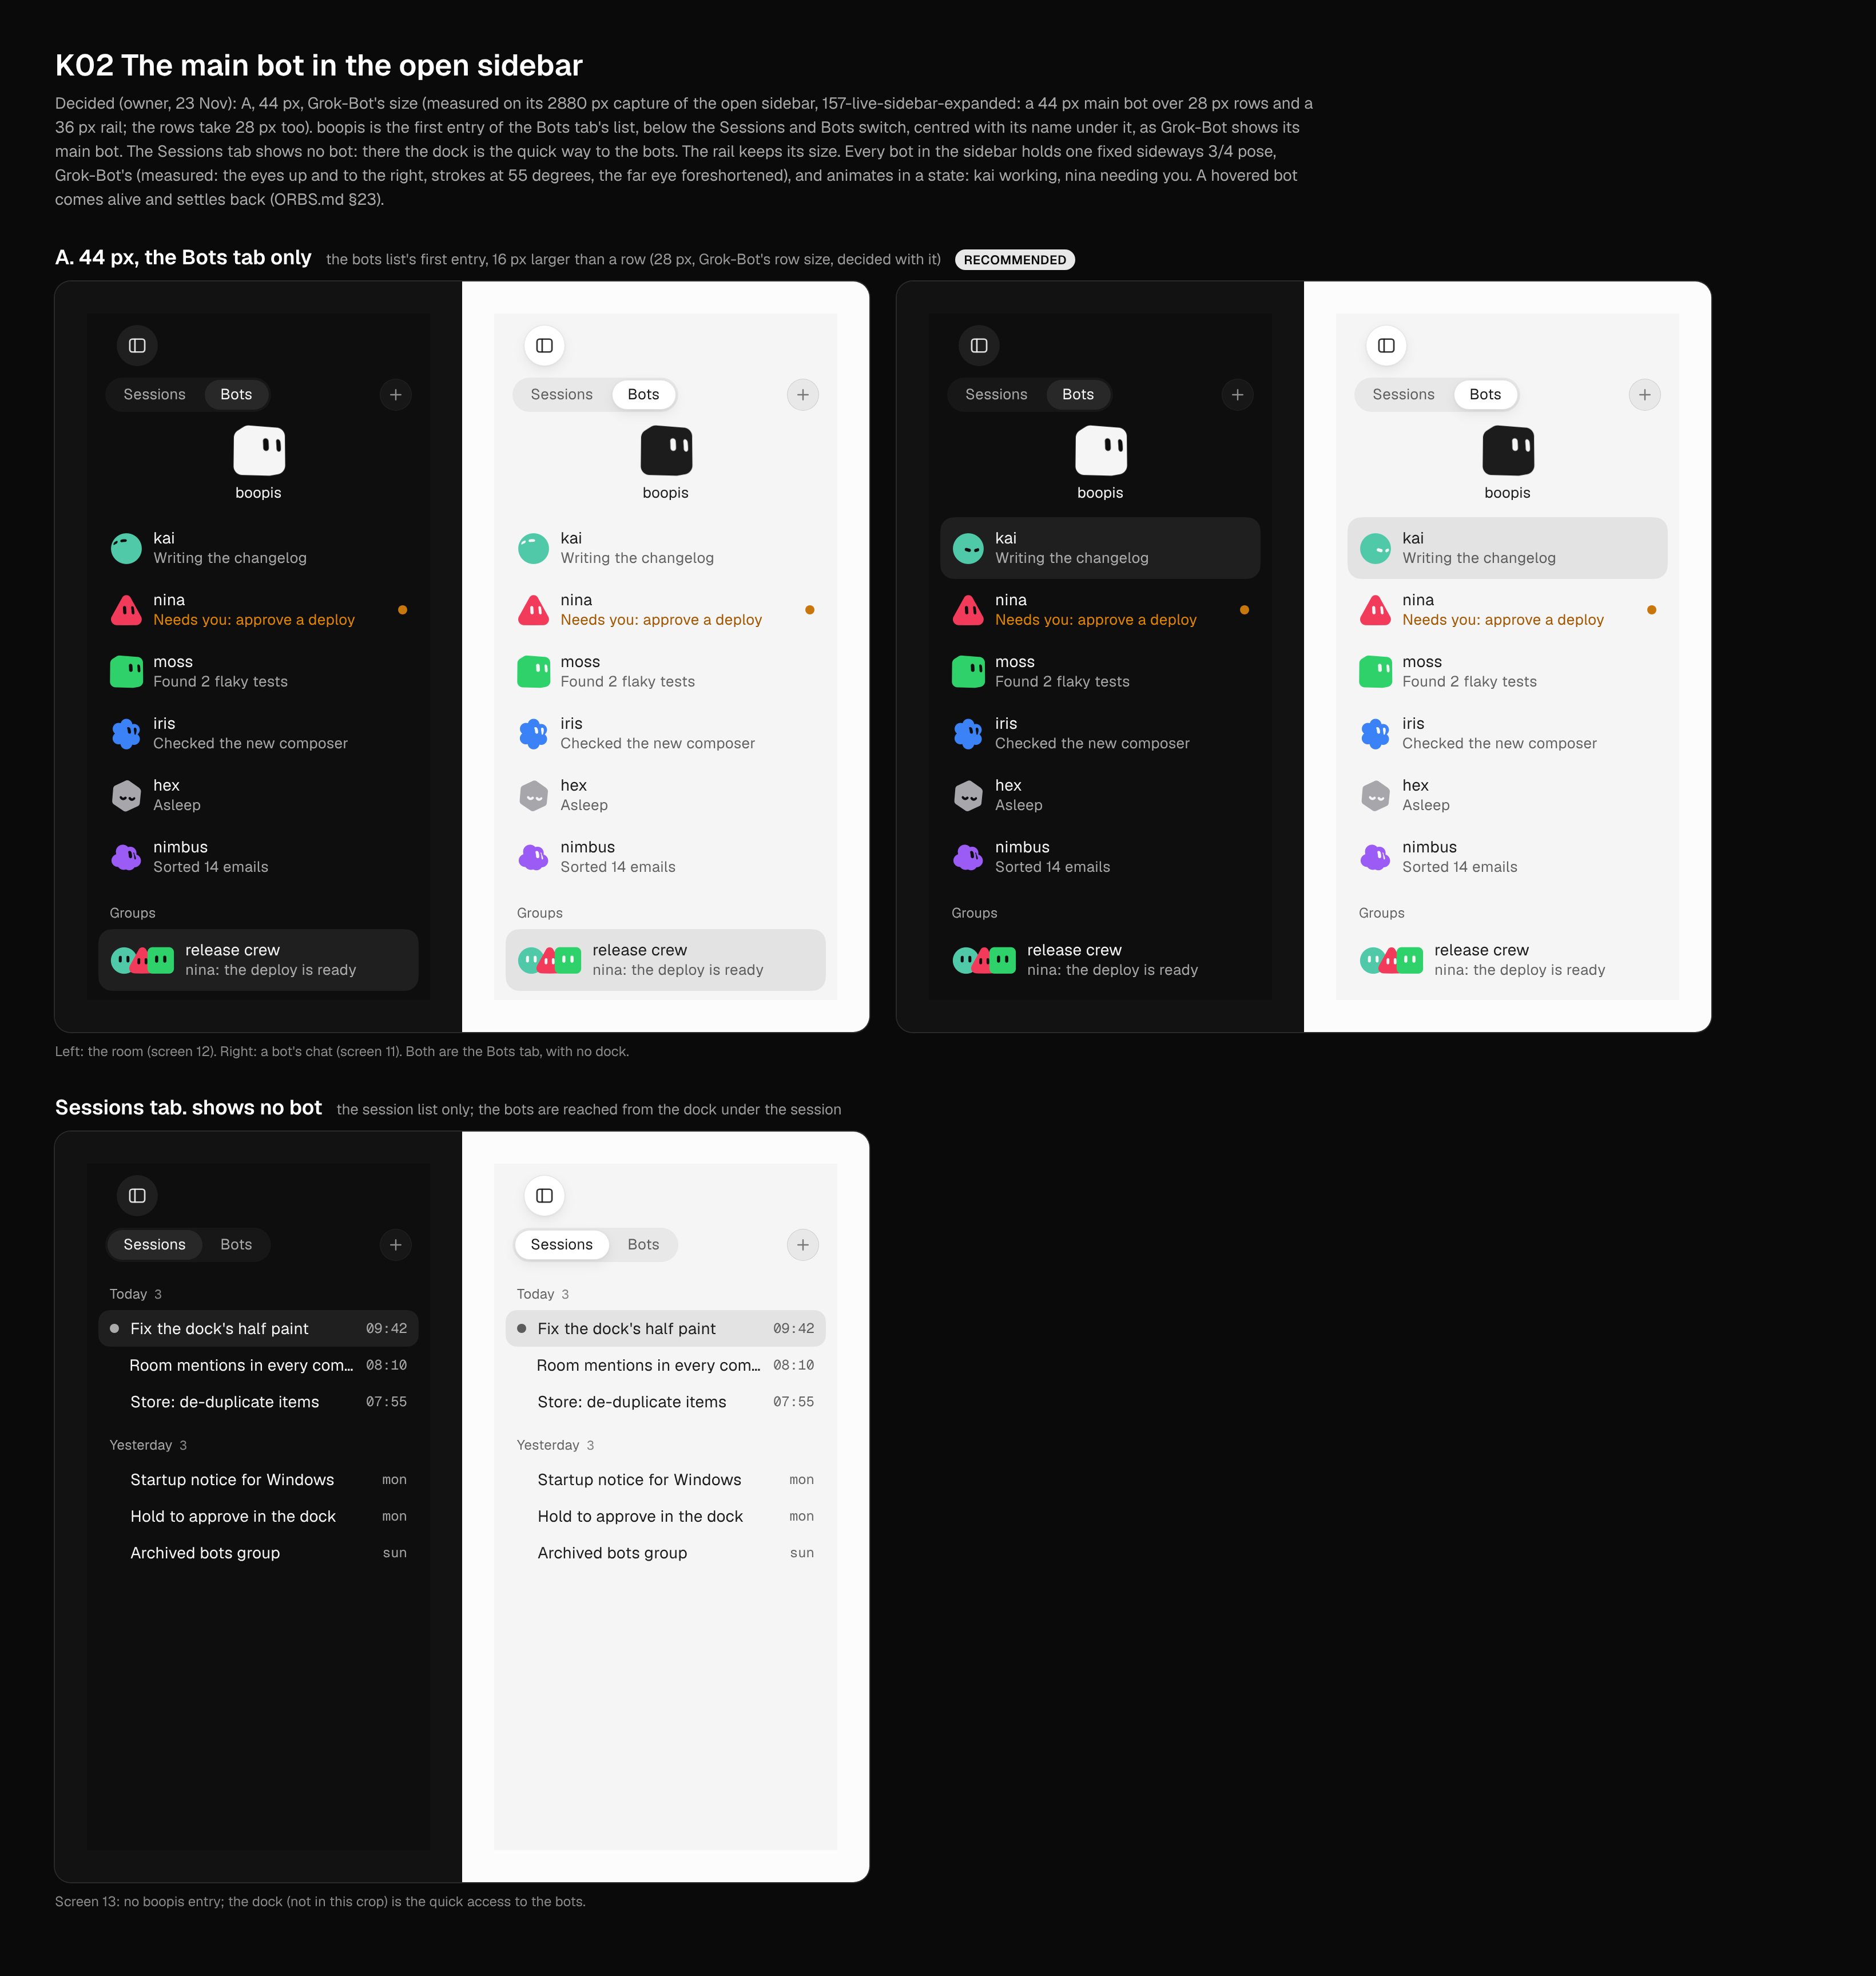 K02 The main bot in the open sidebar
Decided (owner, 23 Nov): A, 44 px, Grok-Bot's size (measured on its 2880 px capture of the open sidebar, 157-live-sidebar-expanded: a 44 px main bot over 28 px rows and a
36 px rail; the rows take 28 px too). boopis is the first entry of the Bots tab's list, below the Sessions and Bots switch, centred with its name under it, as Grok-Bot shows its
main bot. The Sessions tab shows no bot: there the dock is the quick way to the bots. The rail keeps its size. Every bot in the sidebar holds one fixed sideways 3/4 pose,
Grok-Bot's (measured: the eyes up and to the right, strokes at 55 degrees, the far eye foreshortened), and animates in a state: kai working, nina needing you. A hovered bot
comes alive and settles back (ORBS.md §23).
A. 44 px, the Bots tab only the bots list's first entry, 16 px larger than a row (28 px, Grok-Bot's row size, decided with it) RECOMMENDED
Sessions Bots
boopis
kai
Writing the changelog
nina
Needs you: approve a deploy
moss
Found 2 flaky tests
iris
Checked the new composer
hex
Asleep
nimbus
Sorted 14 emails
Groups
release crew
nina: the deploy is ready
Sessions Bots
boopis
kai
Writing the changelog
nina
Needs you: approve a deploy
moss
Found 2 flaky tests
iris
Checked the new composer
hex
Asleep
nimbus
Sorted 14 emails
Groups
release crew
nina: the deploy is ready
Sessions Bots
boopis
kai
Writing the changelog
nina
Needs you: approve a deploy
moss
Found 2 flaky tests
iris
Checked the new composer
hex
Asleep
nimbus
Sorted 14 emails
Groups
release crew
nina: the deploy is ready
Sessions Bots
boopis
kai
Writing the changelog
nina
Needs you: approve a deploy
moss
Found 2 flaky tests
iris
Checked the new composer
hex
Asleep
nimbus
Sorted 14 emails
Groups
release crew
nina: the deploy is ready
Left: the room (screen 12). Right: a bot's chat (screen 11). Both are the Bots tab, with no dock.
Sessions tab. shows no bot the session list only; the bots are reached from the dock under the session
Sessions Bots
Today 3
Fix the dock's half paint 09:42
Room mentions in every com… 08:10
Store: de-duplicate items 07:55
Yesterday 3
Startup notice for Windows mon
Hold to approve in the dock mon
Archived bots group sun
Sessions Bots
Today 3
Fix the dock's half paint 09:42
Room mentions in every com… 08:10
Store: de-duplicate items 07:55
Yesterday 3
Startup notice for Windows mon
Hold to approve in the dock mon
Archived bots group sun
Screen 13: no boopis entry; the dock (not in this crop) is the quick access to the bots.